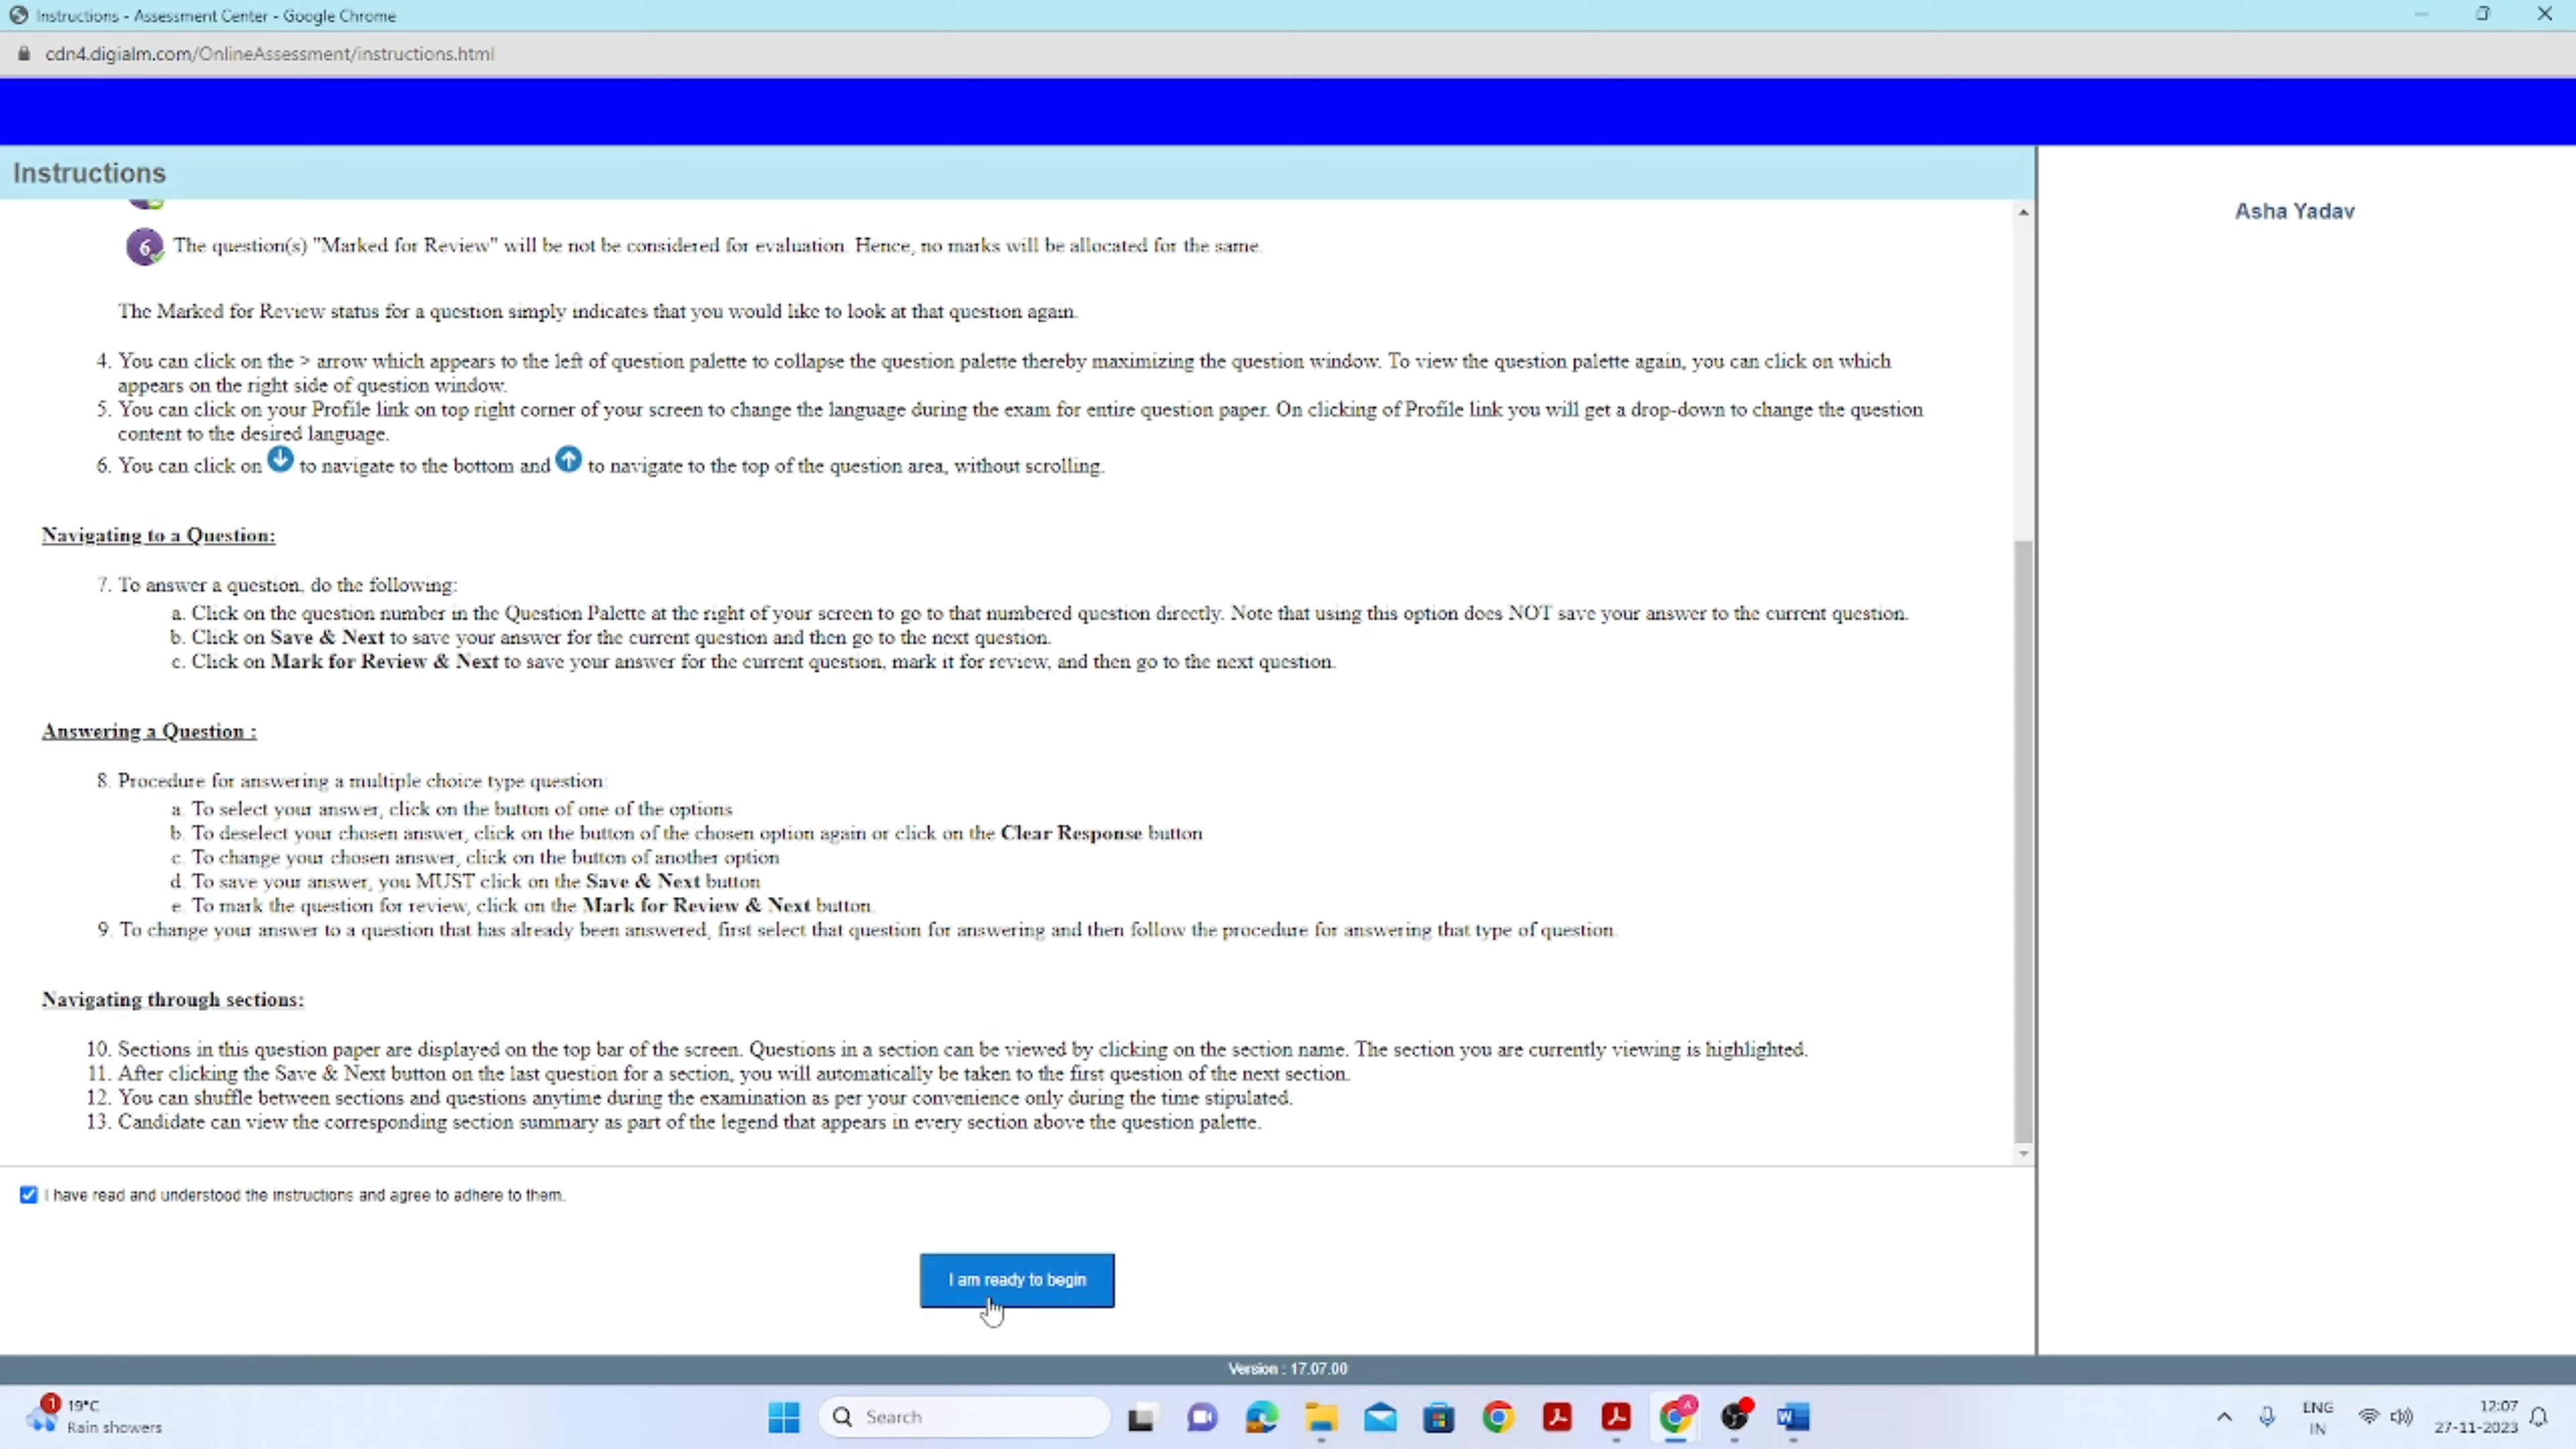 Instructions - Assessment Center - Google Chrome
cdn4.digialm.com/OnlineAssessment/instructions.html
Instructions
Asha Yadav
6 The question(s) "Marked for Review" will be not be considered for evaluation. Hence, no marks will be allocated for the same.
The Marked for Review status for a question simply indicates that you would like to look at that question again.
4. You can click on the > arrow which appears to the left of question palette to collapse the question palette thereby maximizing the question window. To view the question palette again, you can click on which
appears on the right side of question window.
5. You can click on your Profile link on top right corner of your screen to change the language during the exam for entire question paper. On clicking of Profile link you will get a drop-down to change the question
content to the desired language.
6. You can click on to navigate to the bottom and to navigate to the top of the question area, without scrolling.
Navigating to a Question:
7. To answer a question, do the following:
a. Click on the question number in the Question Palette at the right of your screen to go to that numbered question directly. Note that using this option does NOT save your answer to the current question.
b. Click on Save & Next to save your answer for the current question and then go to the next question.
c. Click on Mark for Review & Next to save your answer for the current question, mark it for review, and then go to the next question.
Answering a Question :
8. Procedure for answering a multiple choice type question:
a. To select your answer, click on the button of one of the options
b. To deselect your chosen answer, click on the button of the chosen option again or click on the Clear Response button
c. To change your chosen answer, click on the button of another option
d. To save your answer, you MUST click on the Save & Next button
e. To mark the question for review, click on the Mark for Review & Next button.
9. To change your answer to a question that has already been answered, first select that question for answering and then follow the procedure for answering that type of question.
Navigating through sections:
10. Sections in this question paper are displayed on the top bar of the screen. Questions in a section can be viewed by clicking on the section name. The section you are currently viewing is highlighted.
11. After clicking the Save & Next button on the last question for a section, you will automatically be taken to the first question of the next section.
12. You can shuffle between sections and questions anytime during the examination as per your convenience only during the time stipulated.
13. Candidate can view the corresponding section summary as part of the legend that appears in every section above the question palette.
I have read and understood the instructions and agree to adhere to them.
I am ready to begin
Version : 17.07.00
1 19°C
Rain showers
Search
A
W
ENG
IN
12:07
27-11-2023